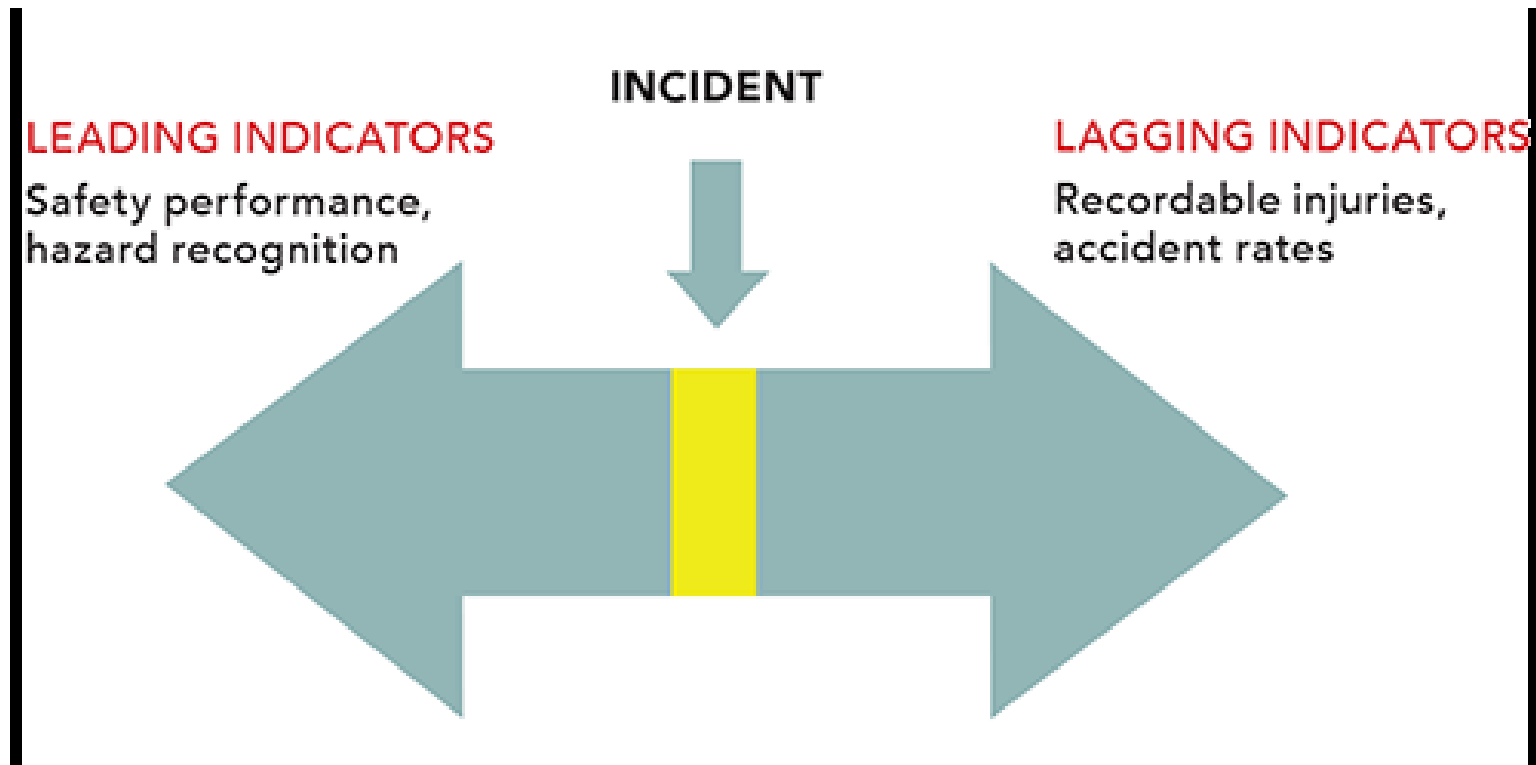 INCIDENT
LEADING INDICATORS
Safety performance,
hazard recognition
LAGGING INDICATORS
Recordable injuries,
accident rates